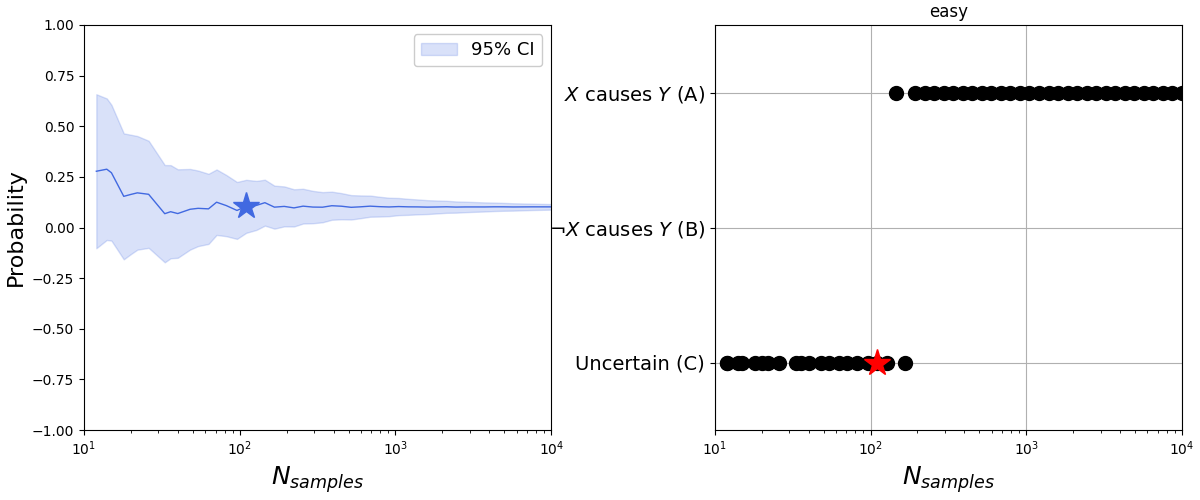 easy
1.00
0.75
0.50
0.25
0.00
−0.25
−0.50
−0.75
−1.00
Probability
95% CI
10¹ 10² 10³ 10⁴
N_samples
X causes Y (A)
¬X causes Y (B)
Uncertain (C)
10¹ 10² 10³ 10⁴
N_samples